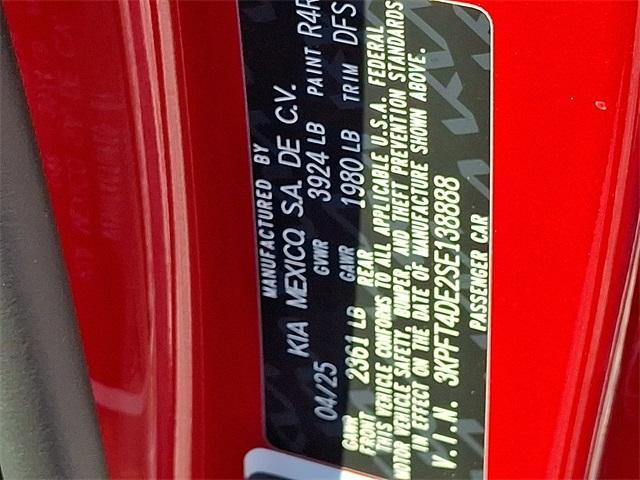 MANUFACTURED BY
KIA MEXICO, S.A. DE C.V.
04/25 GVWR 3924 LB PAINT R4R
GAWR FRONT 2361 LB GAWR REAR 1980 LB TRIM DFS
THIS VEHICLE CONFORMS TO ALL APPLICABLE U.S.A. FEDERAL
MOTOR VEHICLE SAFETY, BUMPER, AND THEFT PREVENTION STANDARDS
IN EFFECT ON THE DATE OF MANUFACTURE SHOWN ABOVE.
V.I.N. 3KPFT4DE2SE138888
PASSENGER CAR